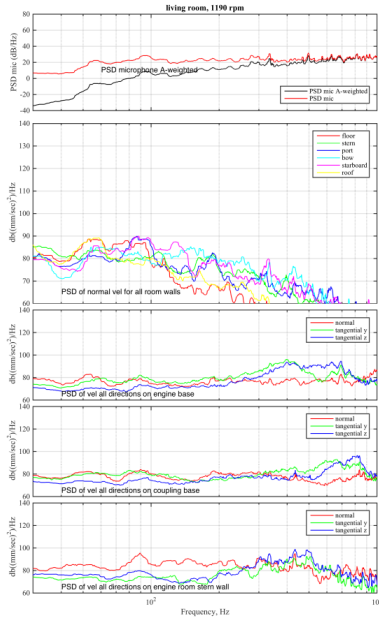 living room, 1190 rpm
80
60
40
20
0
-20
-40
PSD mic (dB/Hz)
PSD microphone A-weighted
PSD mic A-weighted
PSD mic
140
130
120
110
100
90
80
70
60
dB((mm/sec)²)/Hz
floor
stern
port
bow
starboard
roof
PSD of normal vel for all room walls
140
120
100
80
60
dB((mm/sec)²)/Hz
normal
tangential y
tangential z
PSD of vel all directions on engine base
140
120
100
80
60
dB((mm/sec)²)/Hz
normal
tangential y
tangential z
PSD of vel all directions on coupling base
140
120
100
80
60
dB((mm/sec)²)/Hz
normal
tangential y
tangential z
PSD of vel all directions on engine room stern wall
10²
10
Frequency, Hz